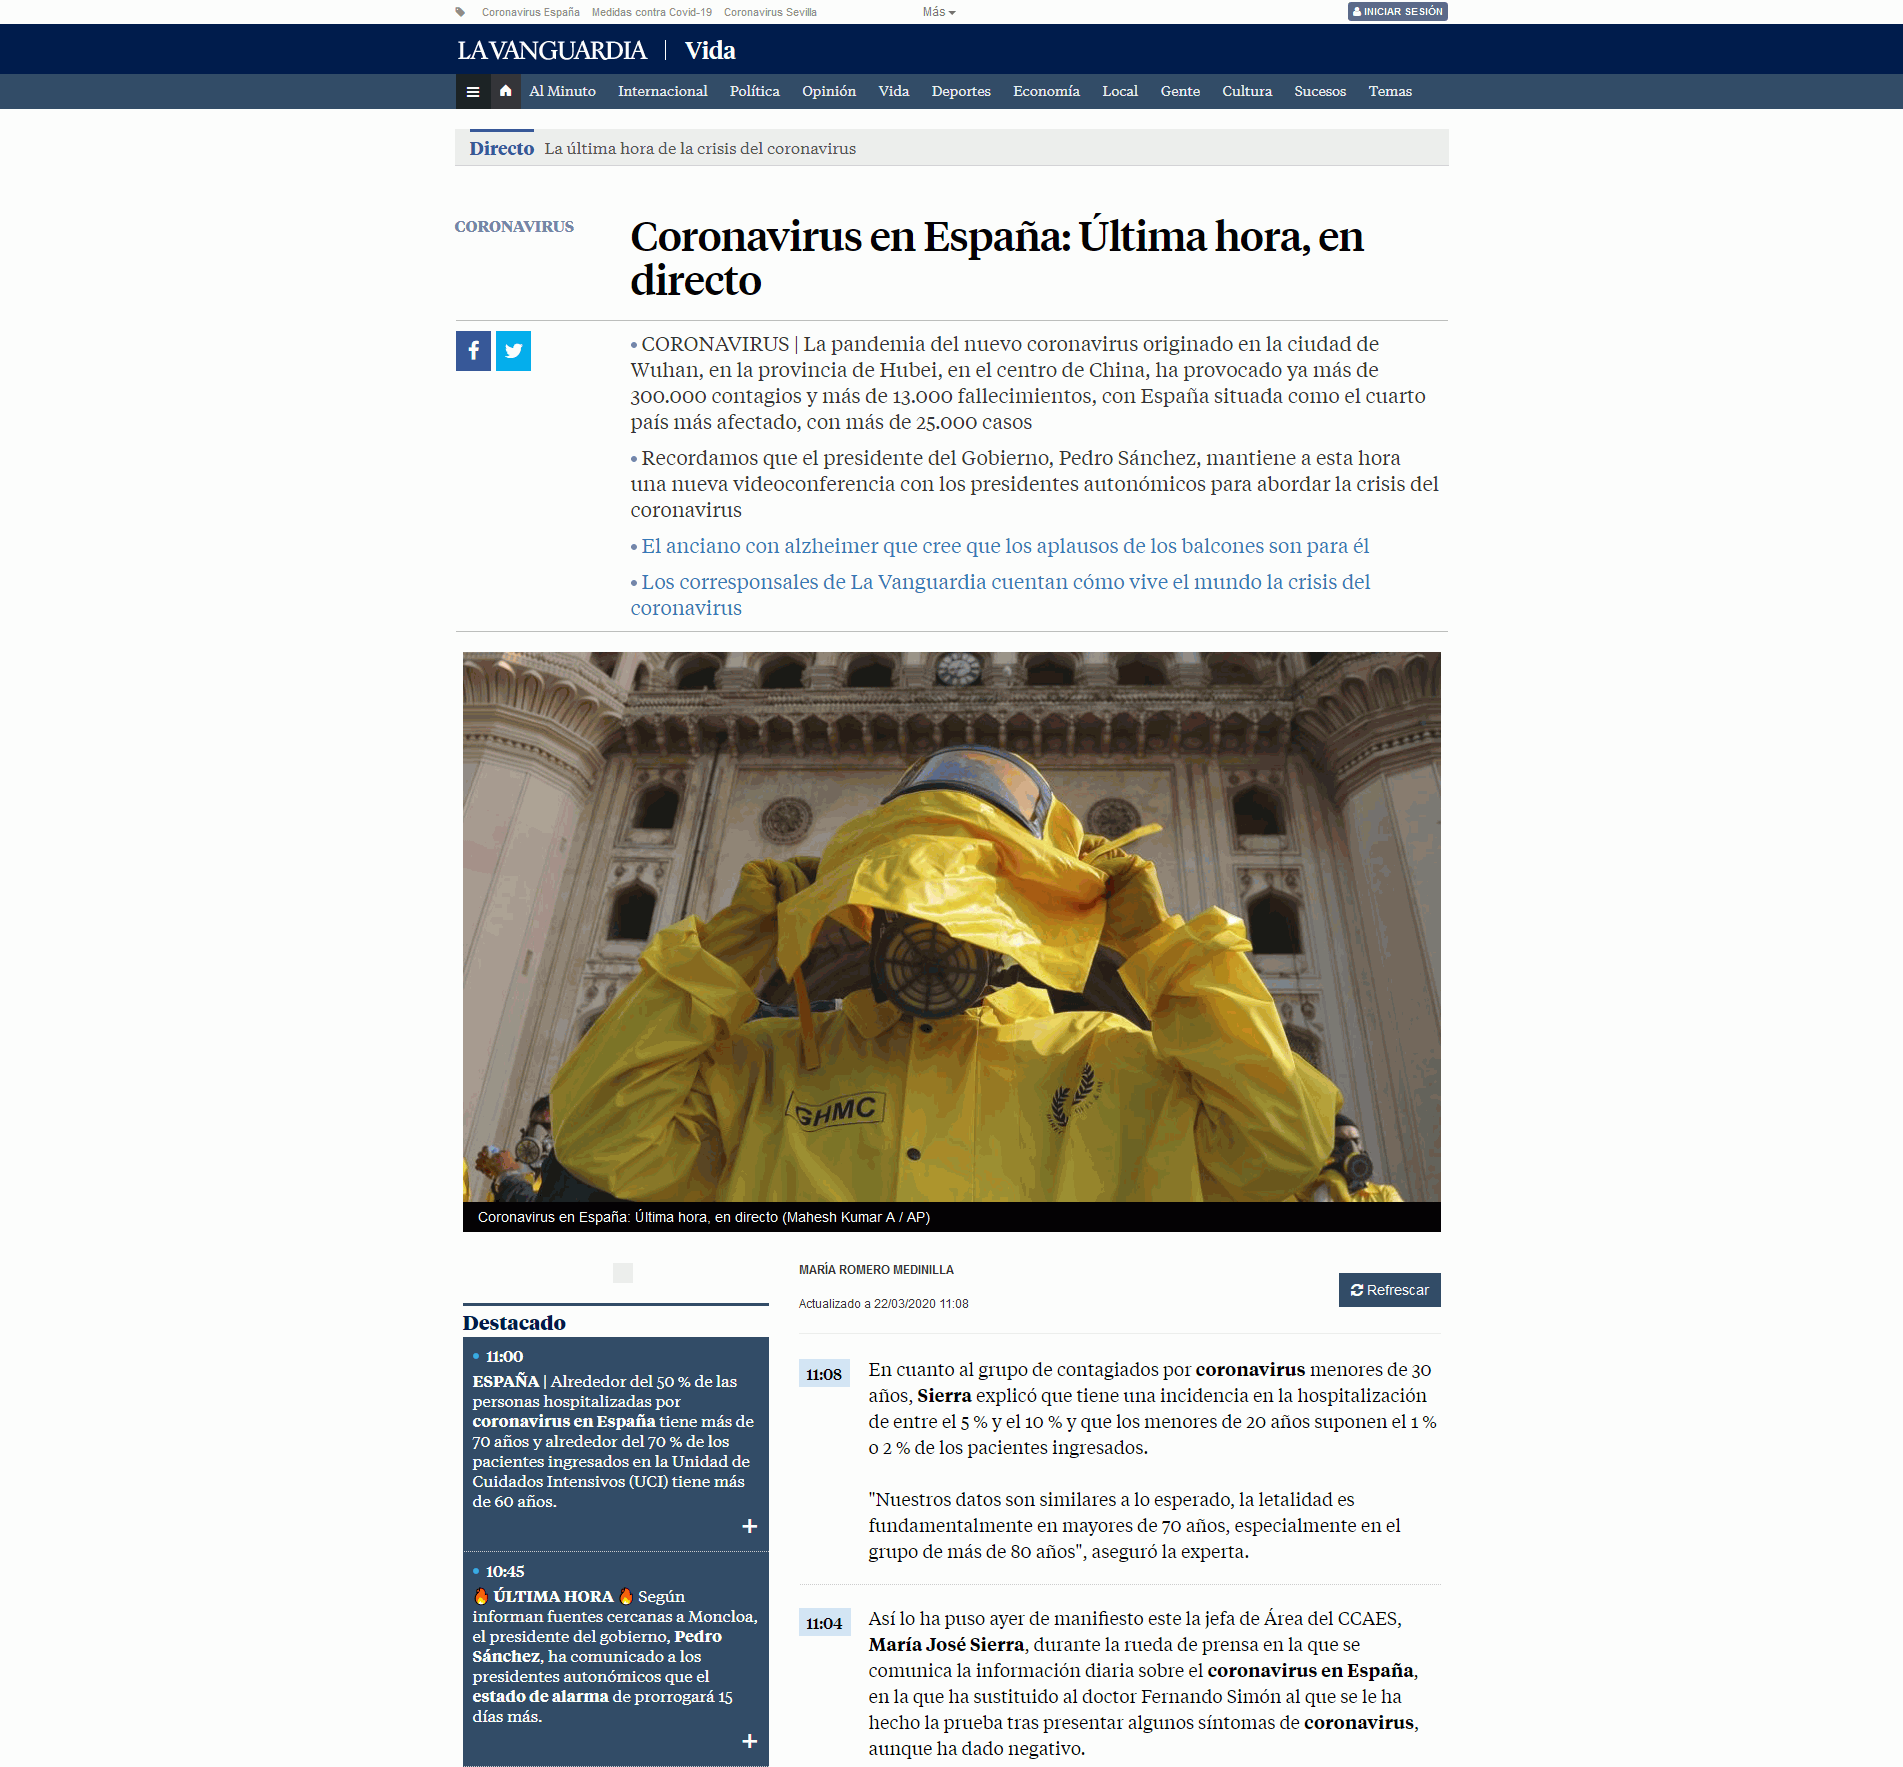 Coronavirus España Medidas contra Covid-19 Coronavirus Sevilla Más INICIAR SESIÓN
LA VANGUARDIA | Vida
Al Minuto Internacional Política Opinión Vida Deportes Economía Local Gente Cultura Sucesos Temas
Directo La última hora de la crisis del coronavirus
CORONAVIRUS
Coronavirus en España: Última hora, en
directo
• CORONAVIRUS | La pandemia del nuevo coronavirus originado en la ciudad de
Wuhan, en la provincia de Hubei, en el centro de China, ha provocado ya más de
300.000 contagios y más de 13.000 fallecimientos, con España situada como el cuarto
país más afectado, con más de 25.000 casos
• Recordamos que el presidente del Gobierno, Pedro Sánchez, mantiene a esta hora
una nueva videoconferencia con los presidentes autonómicos para abordar la crisis del
coronavirus
• El anciano con alzheimer que cree que los aplausos de los balcones son para él
• Los corresponsales de La Vanguardia cuentan cómo vive el mundo la crisis del
coronavirus
GHMC
Coronavirus en España: Última hora, en directo (Mahesh Kumar A / AP)
MARÍA ROMERO MEDINILLA
Actualizado a 22/03/2020 11:08
Refrescar
Destacado
• 11:00
ESPAÑA | Alrededor del 50 % de las
personas hospitalizadas por
coronavirus en España tiene más de
70 años y alrededor del 70 % de los
pacientes ingresados en la Unidad de
Cuidados Intensivos (UCI) tiene más
de 60 años.
+
• 10:45
🔥 ÚLTIMA HORA 🔥 Según
informan fuentes cercanas a Moncloa,
el presidente del gobierno, Pedro
Sánchez, ha comunicado a los
presidentes autonómicos que el
estado de alarma de prorrogará 15
días más.
+
11:08
En cuanto al grupo de contagiados por coronavirus menores de 30
años, Sierra explicó que tiene una incidencia en la hospitalización
de entre el 5 % y el 10 % y que los menores de 20 años suponen el 1 %
o 2 % de los pacientes ingresados.
"Nuestros datos son similares a lo esperado, la letalidad es
fundamentalmente en mayores de 70 años, especialmente en el
grupo de más de 80 años", aseguró la experta.
11:04
Así lo ha puso ayer de manifiesto este la jefa de Área del CCAES,
María José Sierra, durante la rueda de prensa en la que se
comunica la información diaria sobre el coronavirus en España,
en la que ha sustituido al doctor Fernando Simón al que se le ha
hecho la prueba tras presentar algunos síntomas de coronavirus,
aunque ha dado negativo.